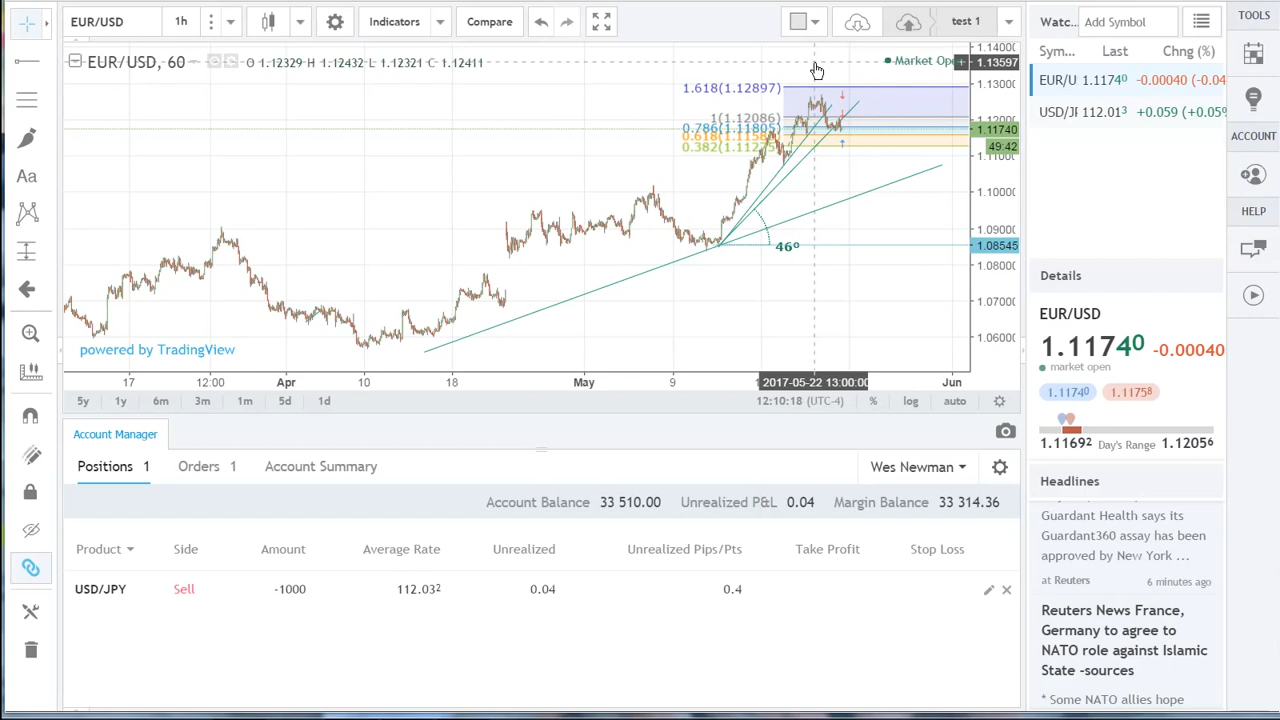 EUR/USD 1h Indicators Compare test 1
Watc... Add Symbol
TOOLS
Sym... Last Chng (%)
EUR/U 1.1174⁰ -0.00040 (-0.04
USD/JF 112.01³ +0.059 (+0.05%
ACCOUNT
HELP
EUR/USD, 60 O 1.12329 H 1.12432 L 1.12321 C 1.12411
Market Ope
1.14000
1.13597
1.13000
1.11740
49:42
1.11000
1.10000
1.09000
1.08545
1.08000
1.07000
1.06000
1.618(1.12897)
1(1.12086)
0.786(1.11805)
46º
powered by TradingView
17 12:00 Apr 10 18 May 9 2017-05-22 13:00:00 Jun
5y 1y 6m 3m 1m 5d 1d 12:10:18 (UTC-4) % log auto
Account Manager
Positions 1 Orders 1 Account Summary Wes Newman
Account Balance 33 510.00 Unrealized P&L 0.04 Margin Balance 33 314.36
Product Side Amount Average Rate Unrealized Unrealized Pips/Pts Take Profit Stop Loss
USD/JPY Sell -1000 112.03² 0.04 0.4
Details
EUR/USD
1.1174⁰ -0.00040
market open
1.1174⁰ 1.1175⁸
1.1169² Day's Range 1.1205⁶
Headlines
Guardant Health says its
Guardant360 assay has been
approved by New York ...
at Reuters 6 minutes ago
Reuters News France,
Germany to agree to
NATO role against Islamic
State -sources
* Some NATO allies hope